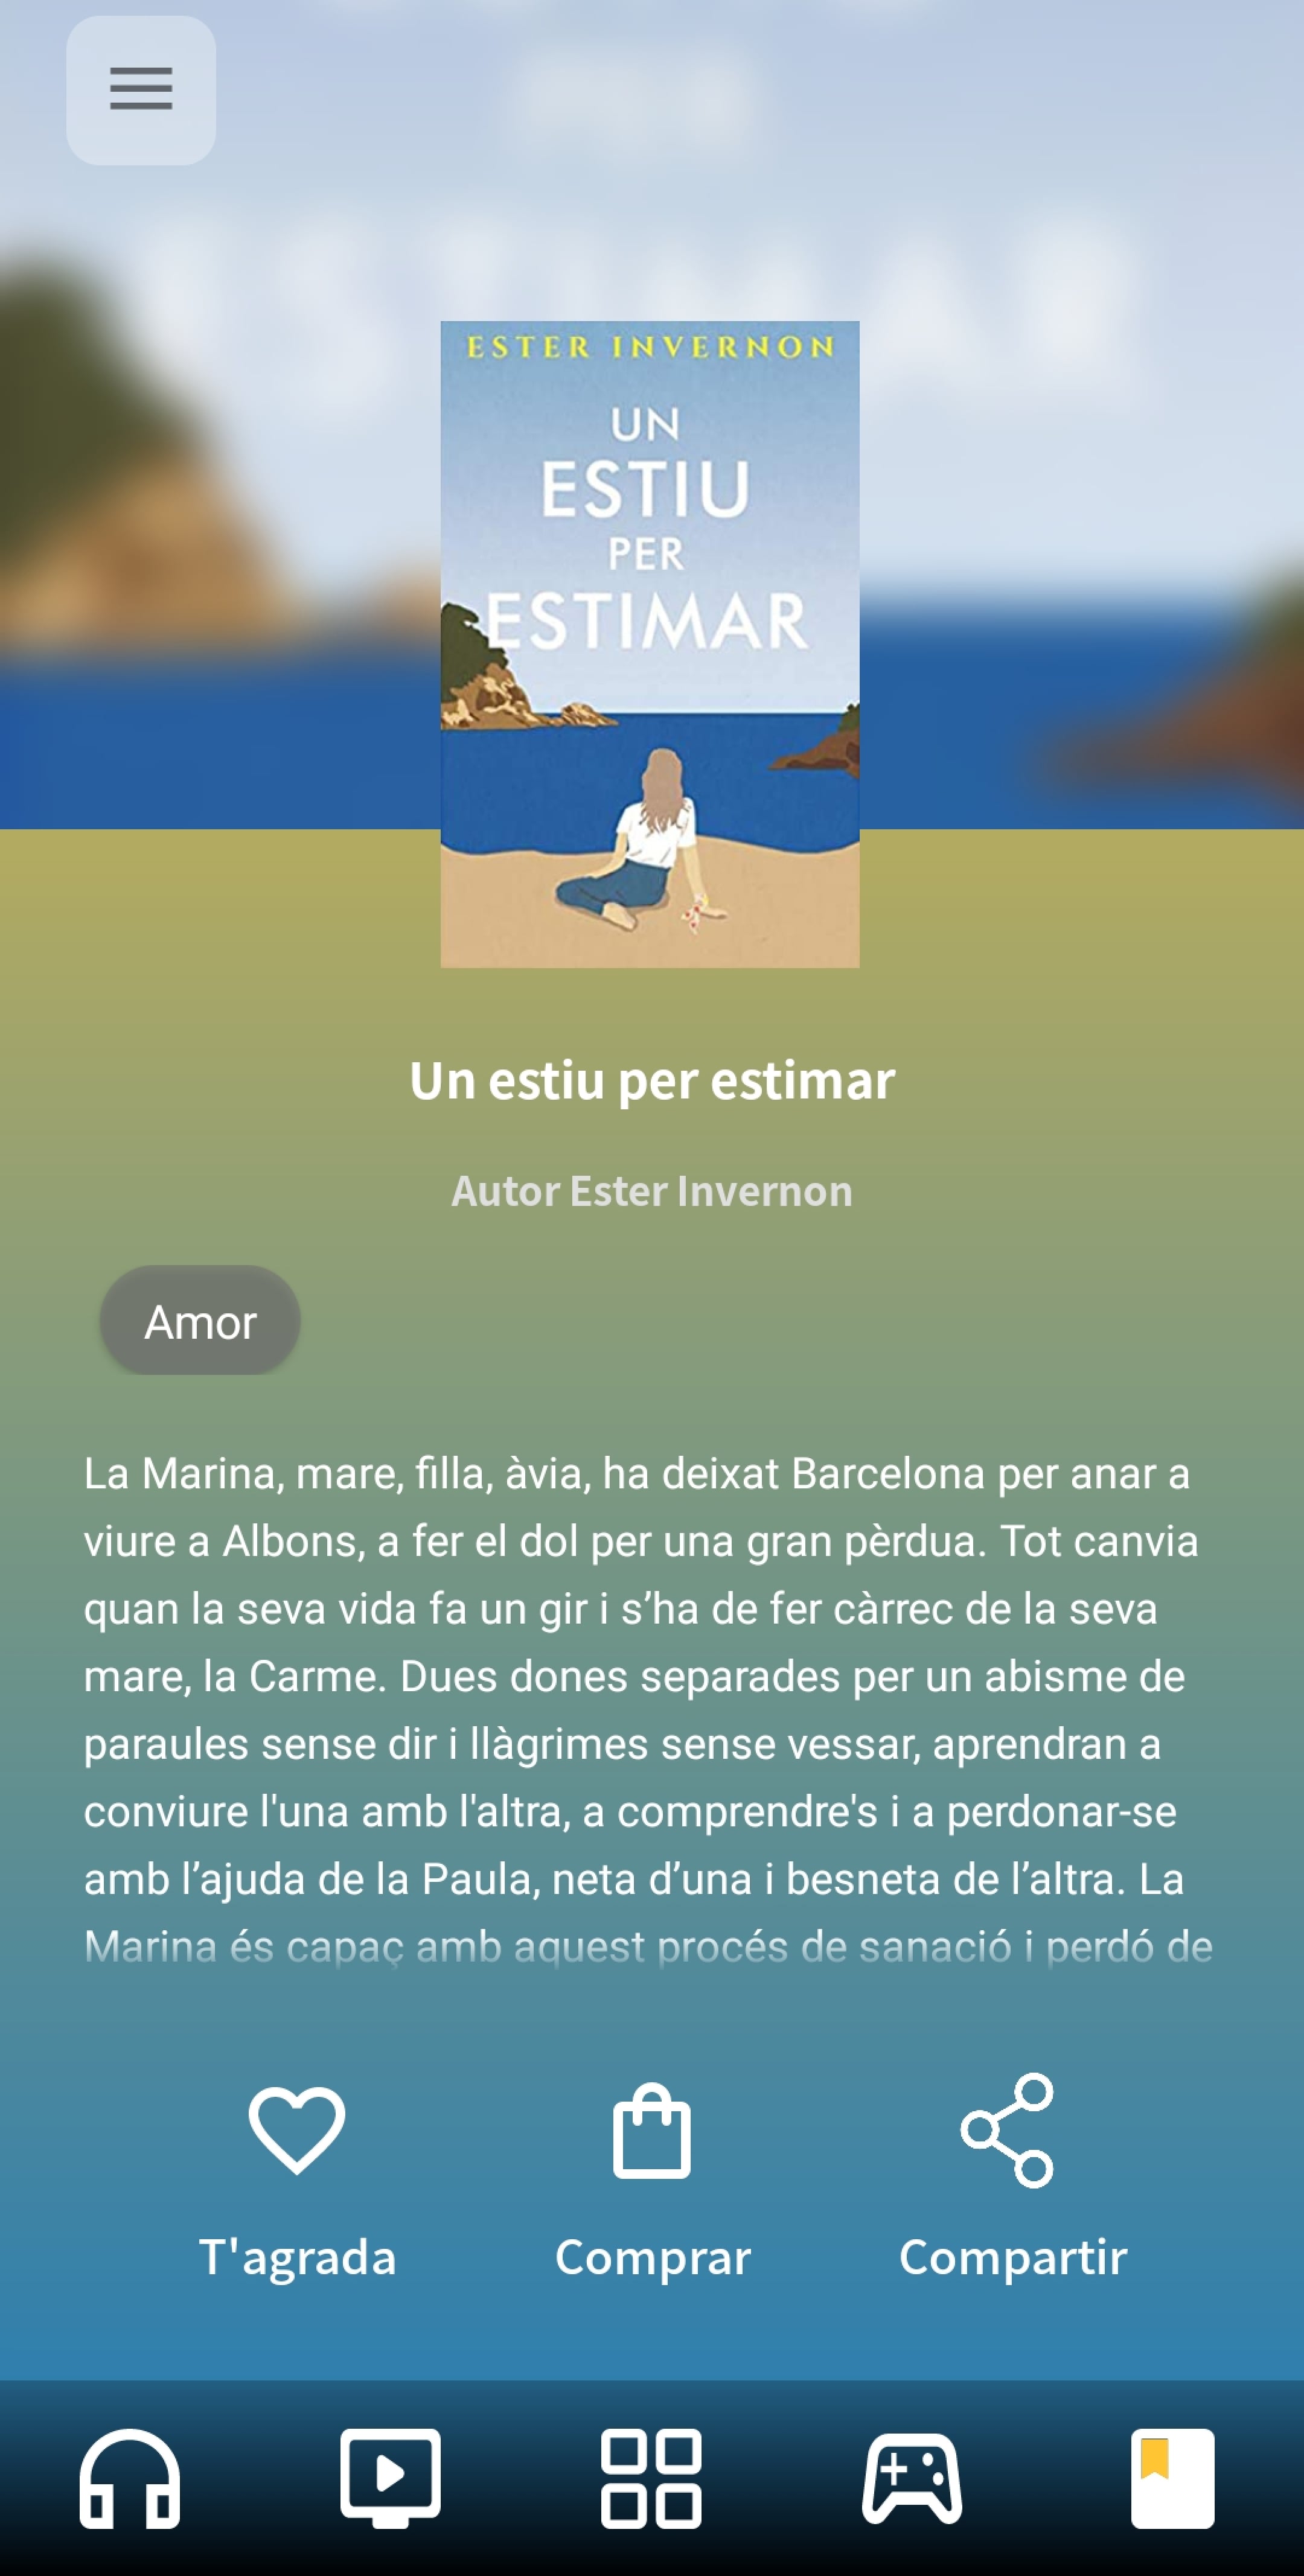 ESTER INVERNON
UN
ESTIU
PER
ESTIMAR
Un estiu per estimar
Autor Ester Invernon
Amor
La Marina, mare, filla, àvia, ha deixat Barcelona per anar a
viure a Albons, a fer el dol per una gran pèrdua. Tot canvia
quan la seva vida fa un gir i s’ha de fer càrrec de la seva
mare, la Carme. Dues dones separades per un abisme de
paraules sense dir i llàgrimes sense vessar, aprendran a
conviure l'una amb l'altra, a comprendre's i a perdonar-se
amb l’ajuda de la Paula, neta d’una i besneta de l’altra. La
Marina és capaç amb aquest procés de sanació i perdó de
T'agrada
Comprar
Compartir